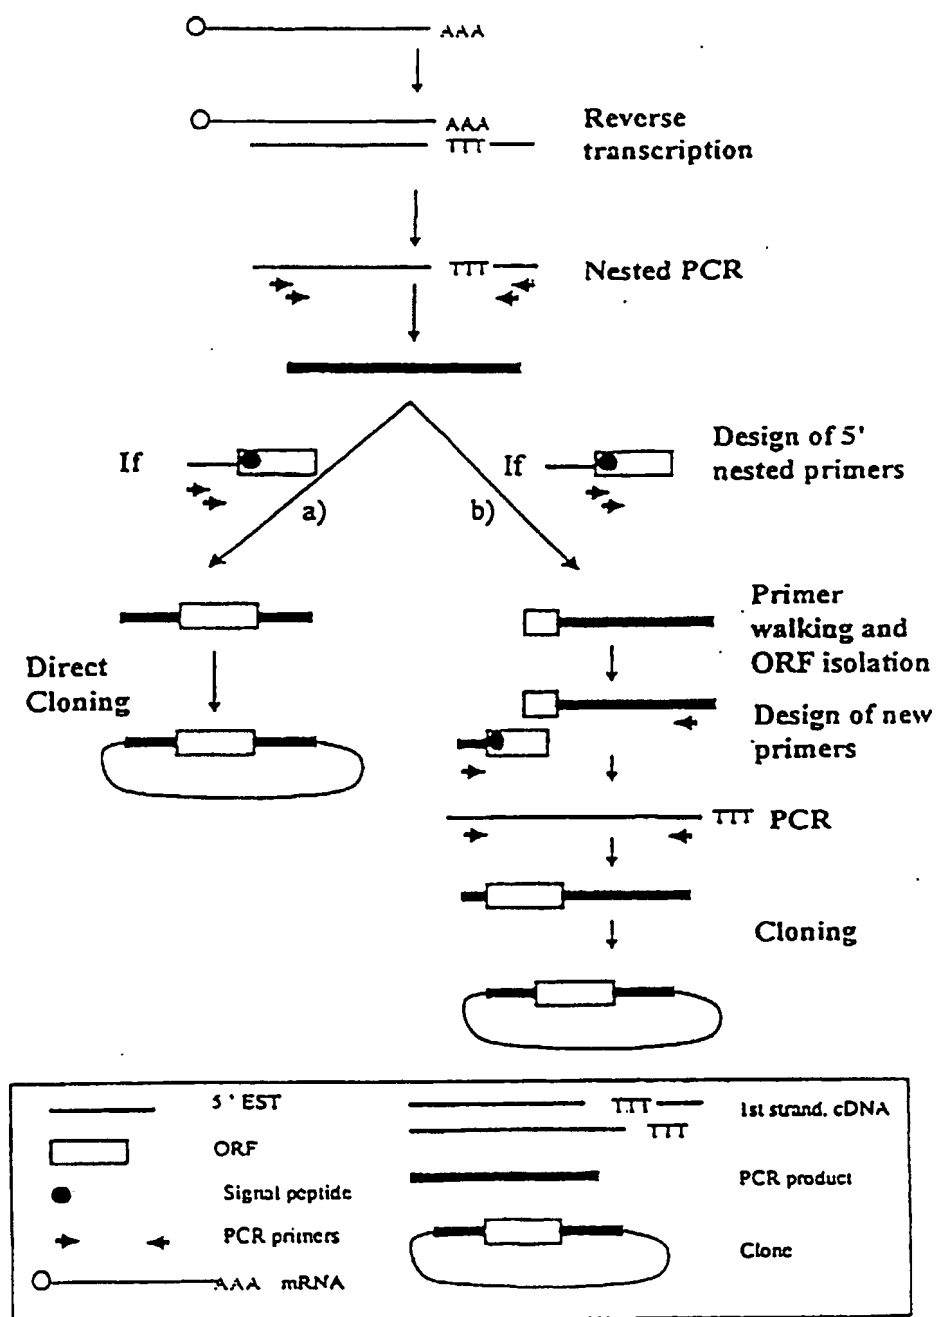 AAA
AAA
TTT
Reverse
transcription
TTT
Nested PCR
If
If
Design of 5'
nested primers
a)
b)
Direct
Cloning
Primer
walking and
ORF isolation
Design of new
primers
TTT PCR
Cloning
5' EST
ORF
Signal peptide
PCR primers
AAA mRNA
TTT
TTT
1st strand, cDNA
PCR product
Clone